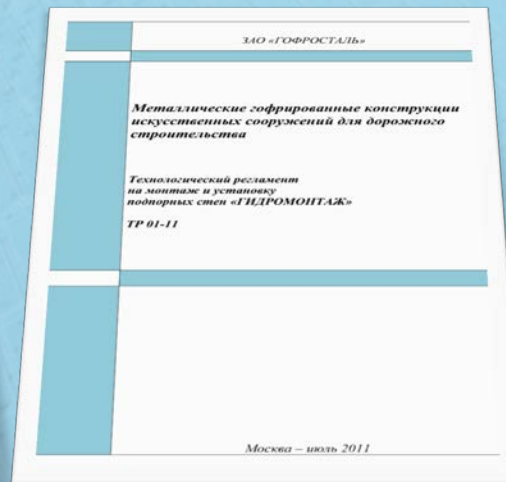 ЗАО «ГОФРОСТАЛЬ»
Металлические гофрированные конструкции
искусственных сооружений для дорожного
строительства
Технологический регламент
на монтаж и установку
подпорных стен «ГИДРОМОНТАЖ»
ТР 01-11
Москва – июль 2011